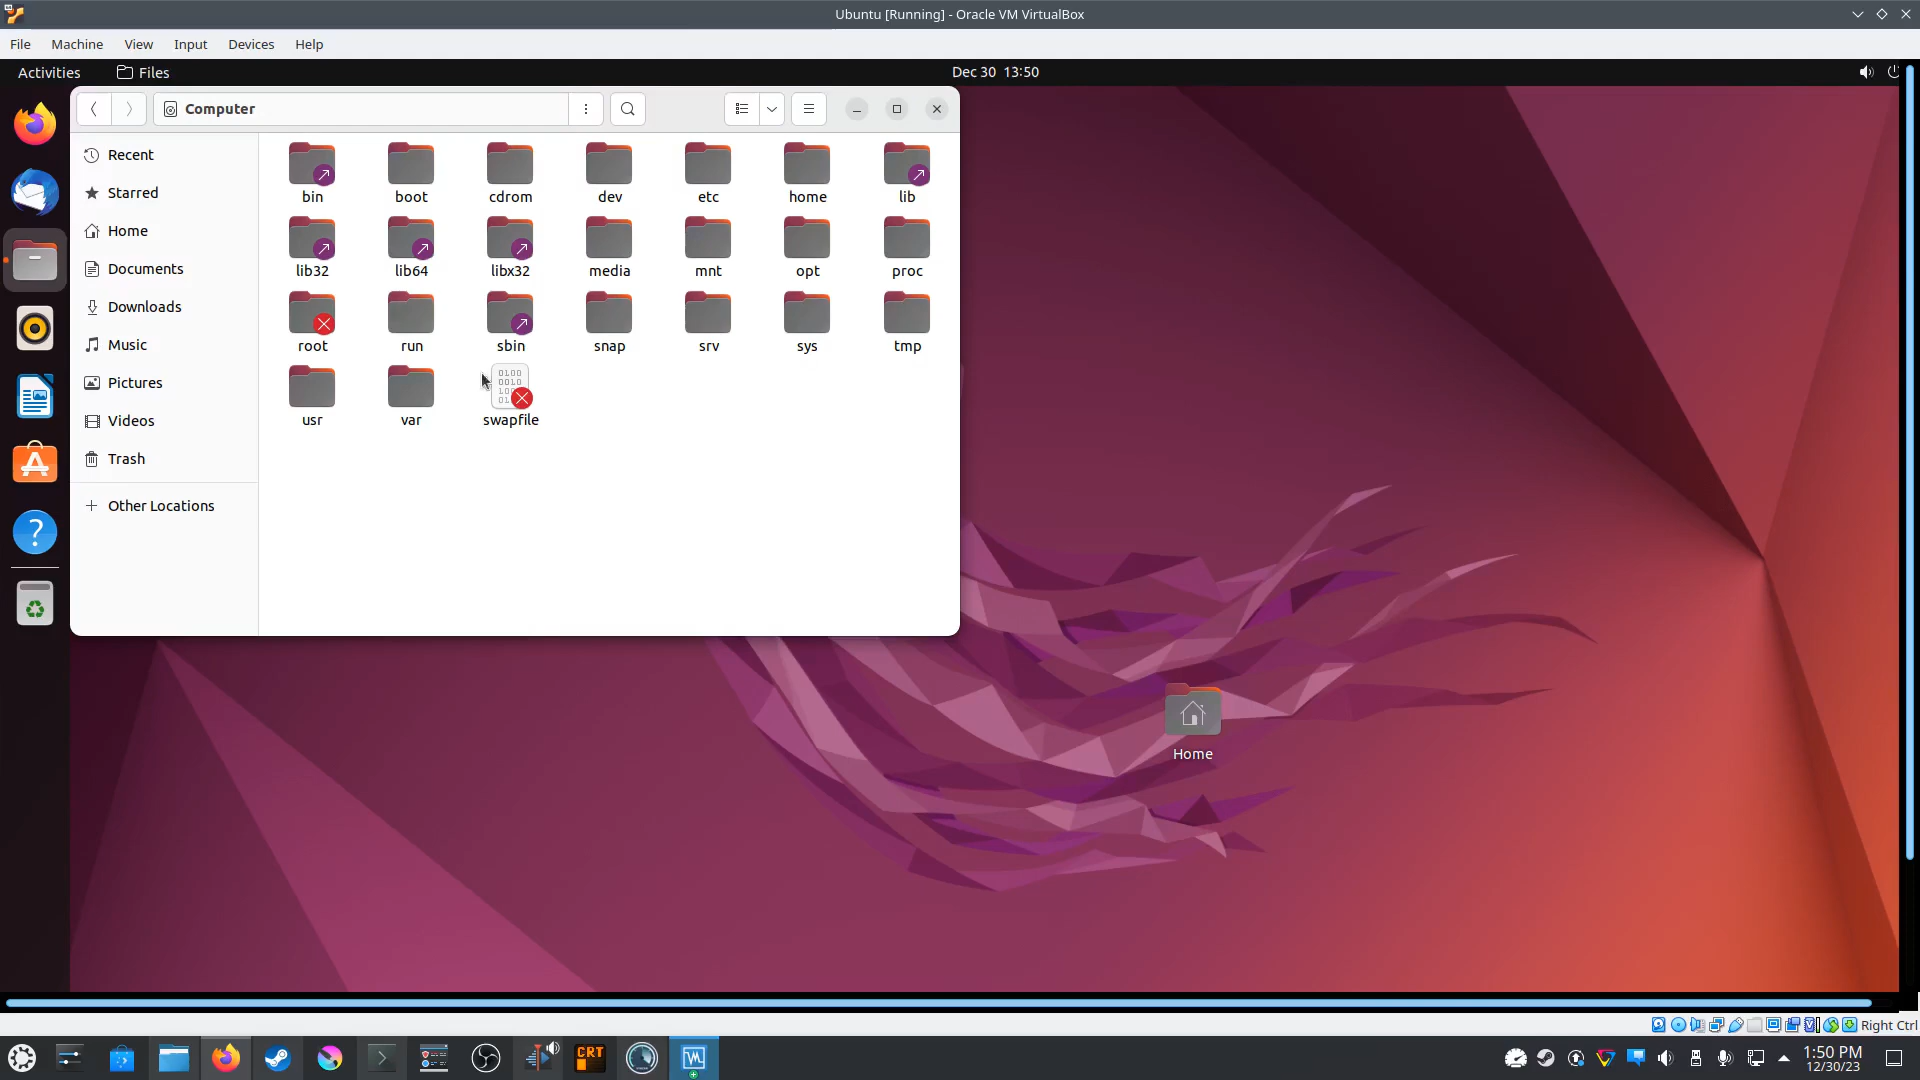 Ubuntu [Running] - Oracle VM VirtualBox
File Machine View Input Devices Help
Activities Files Dec 30 13:50
Computer
Recent
Starred
Home
Documents
Downloads
Music
Pictures
Videos
Trash
Other Locations
bin boot cdrom dev etc home lib
lib32 lib64 libx32 media mnt opt proc
root run sbin snap srv sys tmp
usr var swapfile
Home
Right Ctrl
CRT
1:50 PM
12/30/23